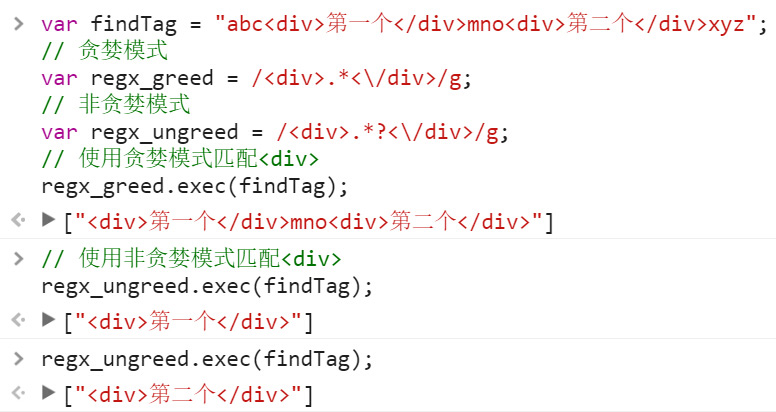 var findTag = "abc<div>第一个</div>mno<div>第二个</div>xyz";
// 贪婪模式
var regx_greed = /<div>.*<\/div>/g;
// 非贪婪模式
var regx_ungreed = /<div>.*?<\/div>/g;
// 使用贪婪模式匹配<div>
regx_greed.exec(findTag);
["<div>第一个</div>mno<div>第二个</div>"]
// 使用非贪婪模式匹配<div>
regx_ungreed.exec(findTag);
["<div>第一个</div>"]
regx_ungreed.exec(findTag);
["<div>第二个</div>"]